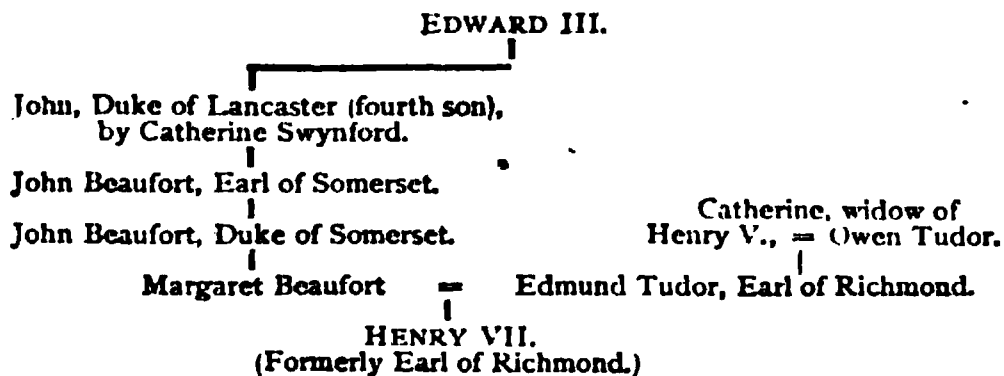 EDWARD III.
John, Duke of Lancaster (fourth son),
by Catherine Swynford.
John Beaufort, Earl of Somerset.
John Beaufort, Duke of Somerset.
Catherine, widow of
Henry V., = Owen Tudor.
Margaret Beaufort = Edmund Tudor, Earl of Richmond.
HENRY VII.
(Formerly Earl of Richmond.)